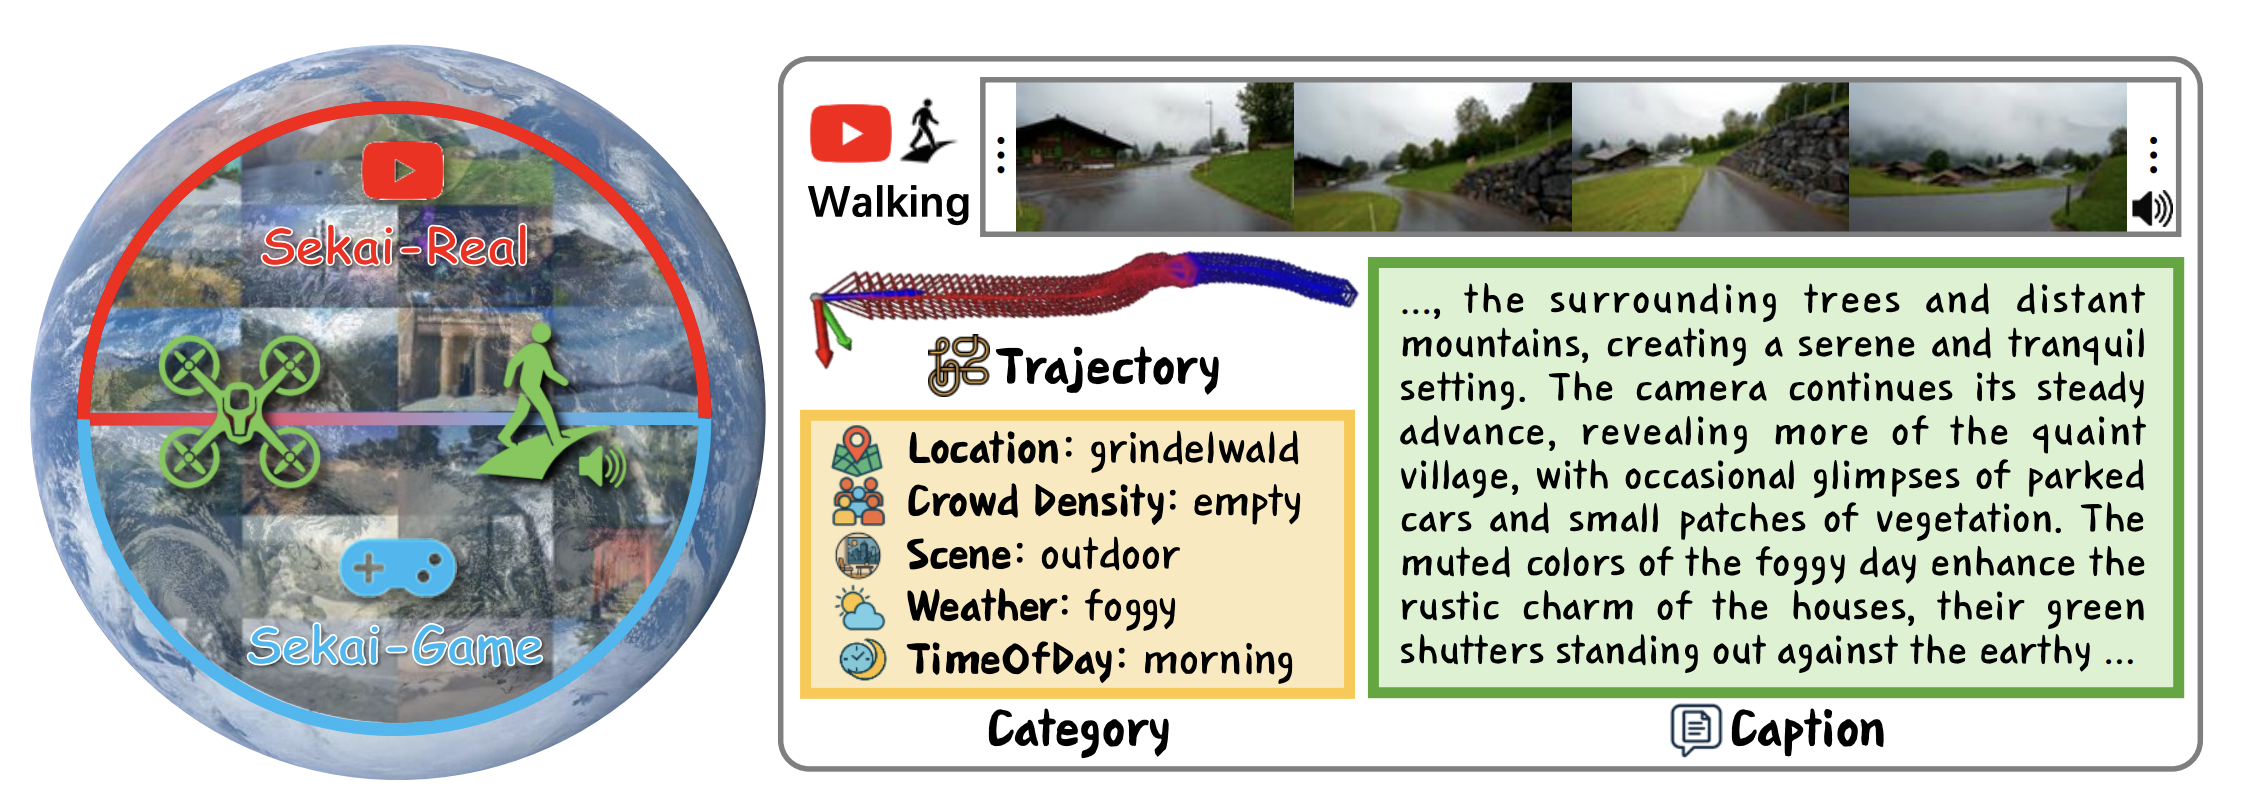 Sekai-Real
Sekai-Game
Walking
Trajectory
Location: grindelwald
Crowd Density: empty
Scene: outdoor
Weather: foggy
TimeOfDay: morning
Category
..., the surrounding trees and distant
mountains, creating a serene and tranquil
setting. The camera continues its steady
advance, revealing more of the quaint
village, with occasional glimpses of parked
cars and small patches of vegetation. The
muted colors of the foggy day enhance the
rustic charm of the houses, their green
shutters standing out against the earthy ...
Caption